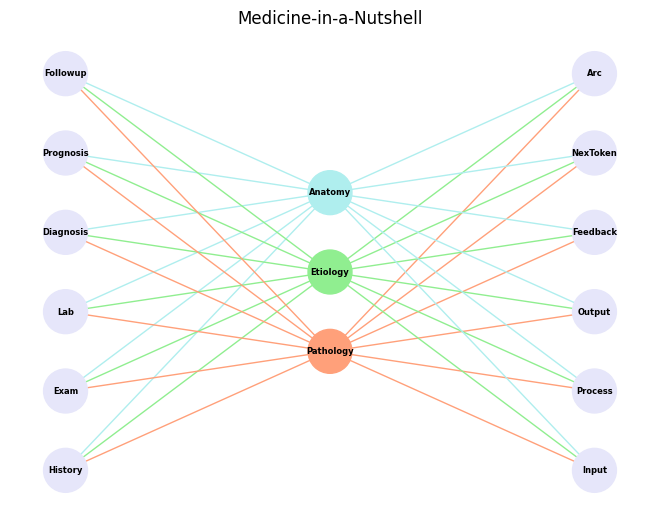 Medicine-in-a-Nutshell
Followup
Prognosis
Diagnosis
Lab
Exam
History
Anatomy
Etiology
Pathology
Arc
NexToken
Feedback
Output
Process
Input